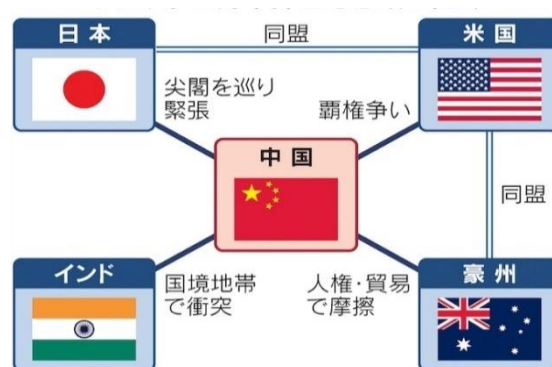 日本
同盟
米国
尖閣を巡り
緊張
覇権争い
中国
同盟
インド
国境地帯
で衝突
人権・貿易
で摩擦
豪州